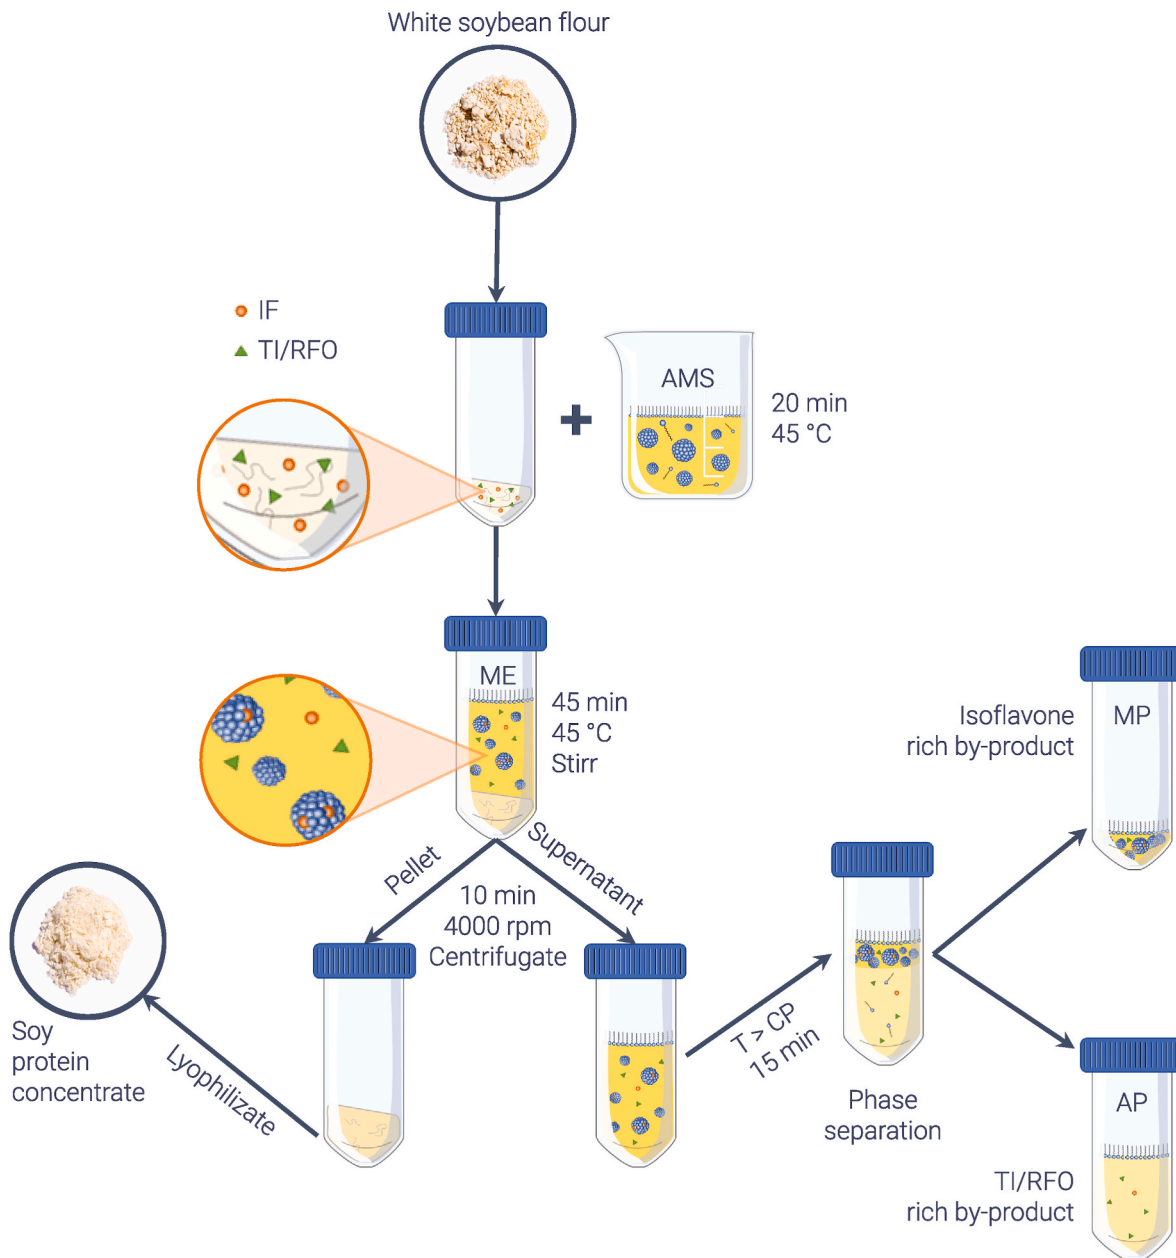 White soybean flour
IF
TI/RFO
AMS
20 min
45 °C
ME
45 min
45 °C
Stirr
Pellet
Supernatant
10 min
4000 rpm
Centrifugate
Lyophilizate
Soy
protein
concentrate
T > CP
15 min
Phase
separation
Isoflavone
rich by-product
MP
AP
TI/RFO
rich by-product